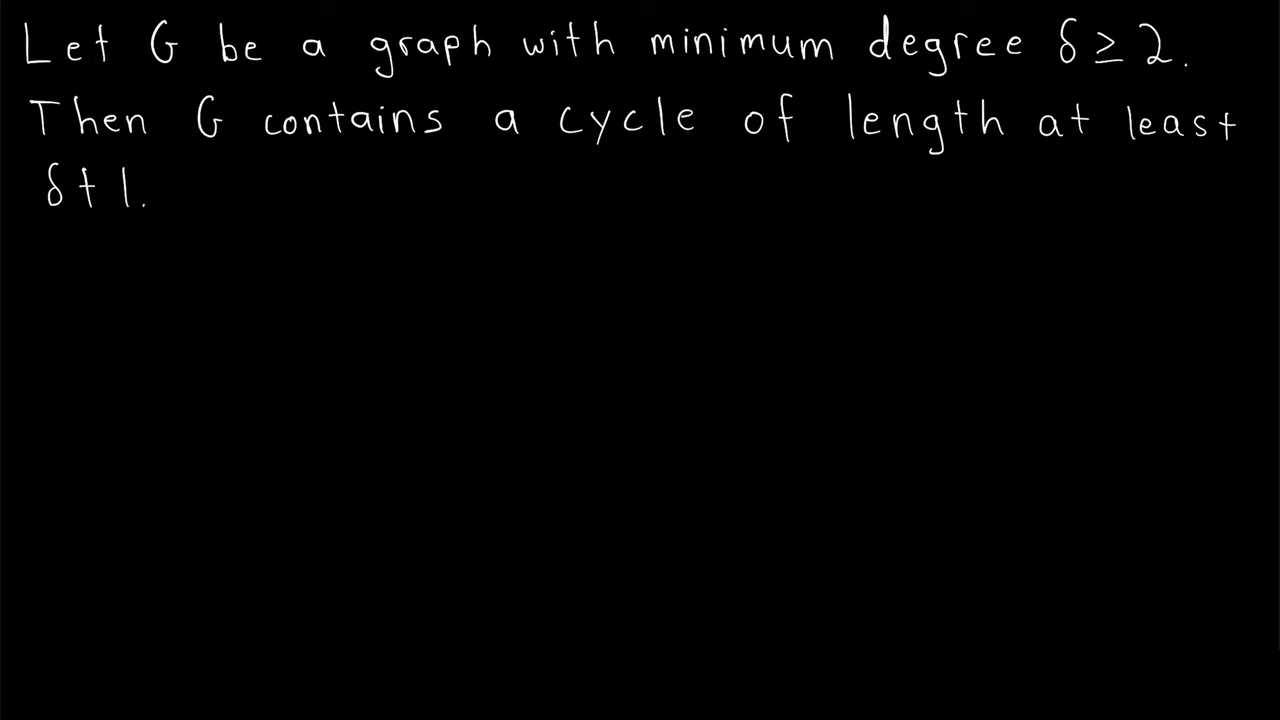 Let G be a graph with minimum degree δ ≥ 2.
Then G contains a cycle of length at least
δ + 1.